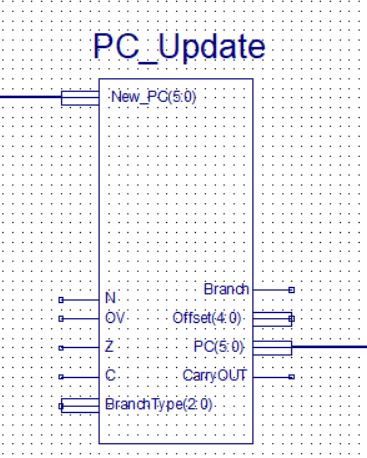 PC_Update
New_PC(5:0)
Branch
N
OV
Offset(4:0)
Z
PC(5:0)
C
CarryOUT
BranchType(2:0)